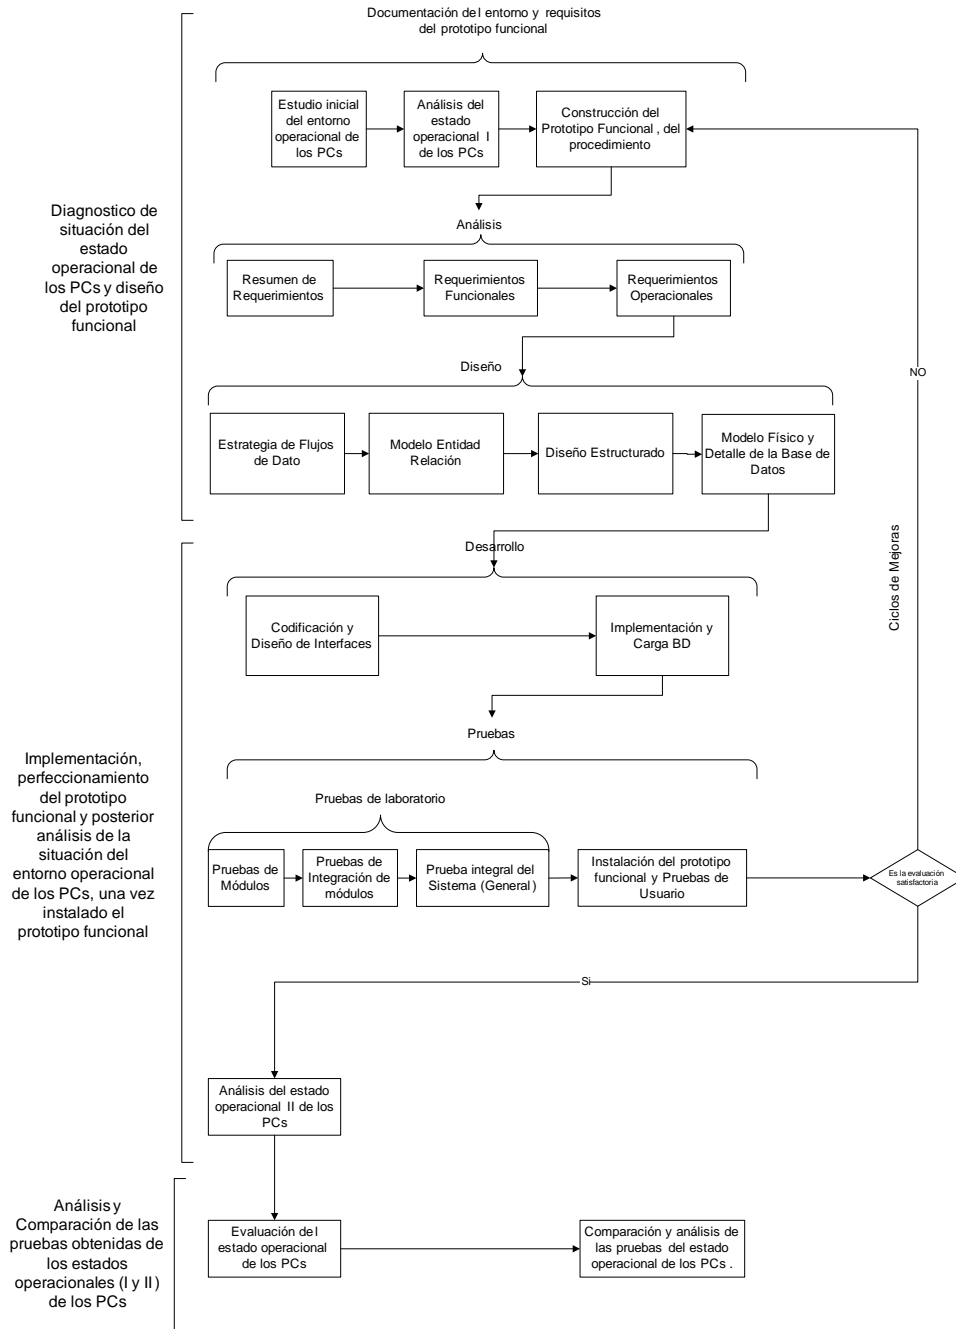 Documentación del entorno y requisitos
del prototipo funcional
Estudio inicial
del entorno
operacional de
los PCs
Análisis del
estado
operacional I
de los PCs
Construcción del
Prototipo Funcional , del
procedimiento
Diagnostico de
situación del
estado
operacional de
los PCs y diseño
del prototipo
funcional
Análisis
Resumen de
Requerimientos
Requerimientos
Funcionales
Requerimientos
Operacionales
Diseño
NO
Estrategia de Flujos
de Dato
Modelo Entidad
Relación
Diseño Estructurado
Modelo Físico y
Detalle de la Base de
Datos
Ciclos de Mejoras
Desarrollo
Codificación y
Diseño de Interfaces
Implementación y
Carga BD
Pruebas
Implementación,
perfeccionamiento
del prototipo
funcional y posterior
análisis de la
situación del
entorno operacional
de los PCs, una vez
instalado el
prototipo funcional
Pruebas de laboratorio
Pruebas de
Módulos
Pruebas de
Integración de
módulos
Prueba integral del
Sistema (General)
Instalación del prototipo
funcional y Pruebas de
Usuario
Es la evaluación
satisfactoria
Si
Análisis del estado
operacional II de los
PCs
Análisis y
Comparación de las
pruebas obtenidas de
los estados
operacionales (I y II)
de los PCs
Evaluación del
estado operacional
de los PCs
Comparación y análisis de
las pruebas del estado
operacional de los PCs .